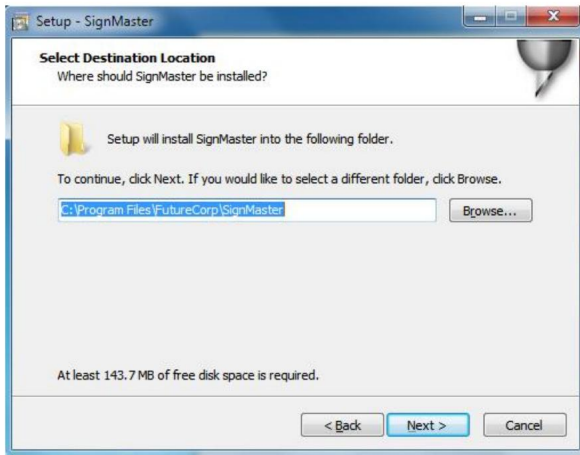 Setup - SignMaster
Select Destination Location
Where should SignMaster be installed?
Setup will install SignMaster into the following folder.
To continue, click Next. If you would like to select a different folder, click Browse.
C:\Program Files\FutureCorp\SignMaster
Browse...
At least 143.7 MB of free disk space is required.
< Back
Next >
Cancel